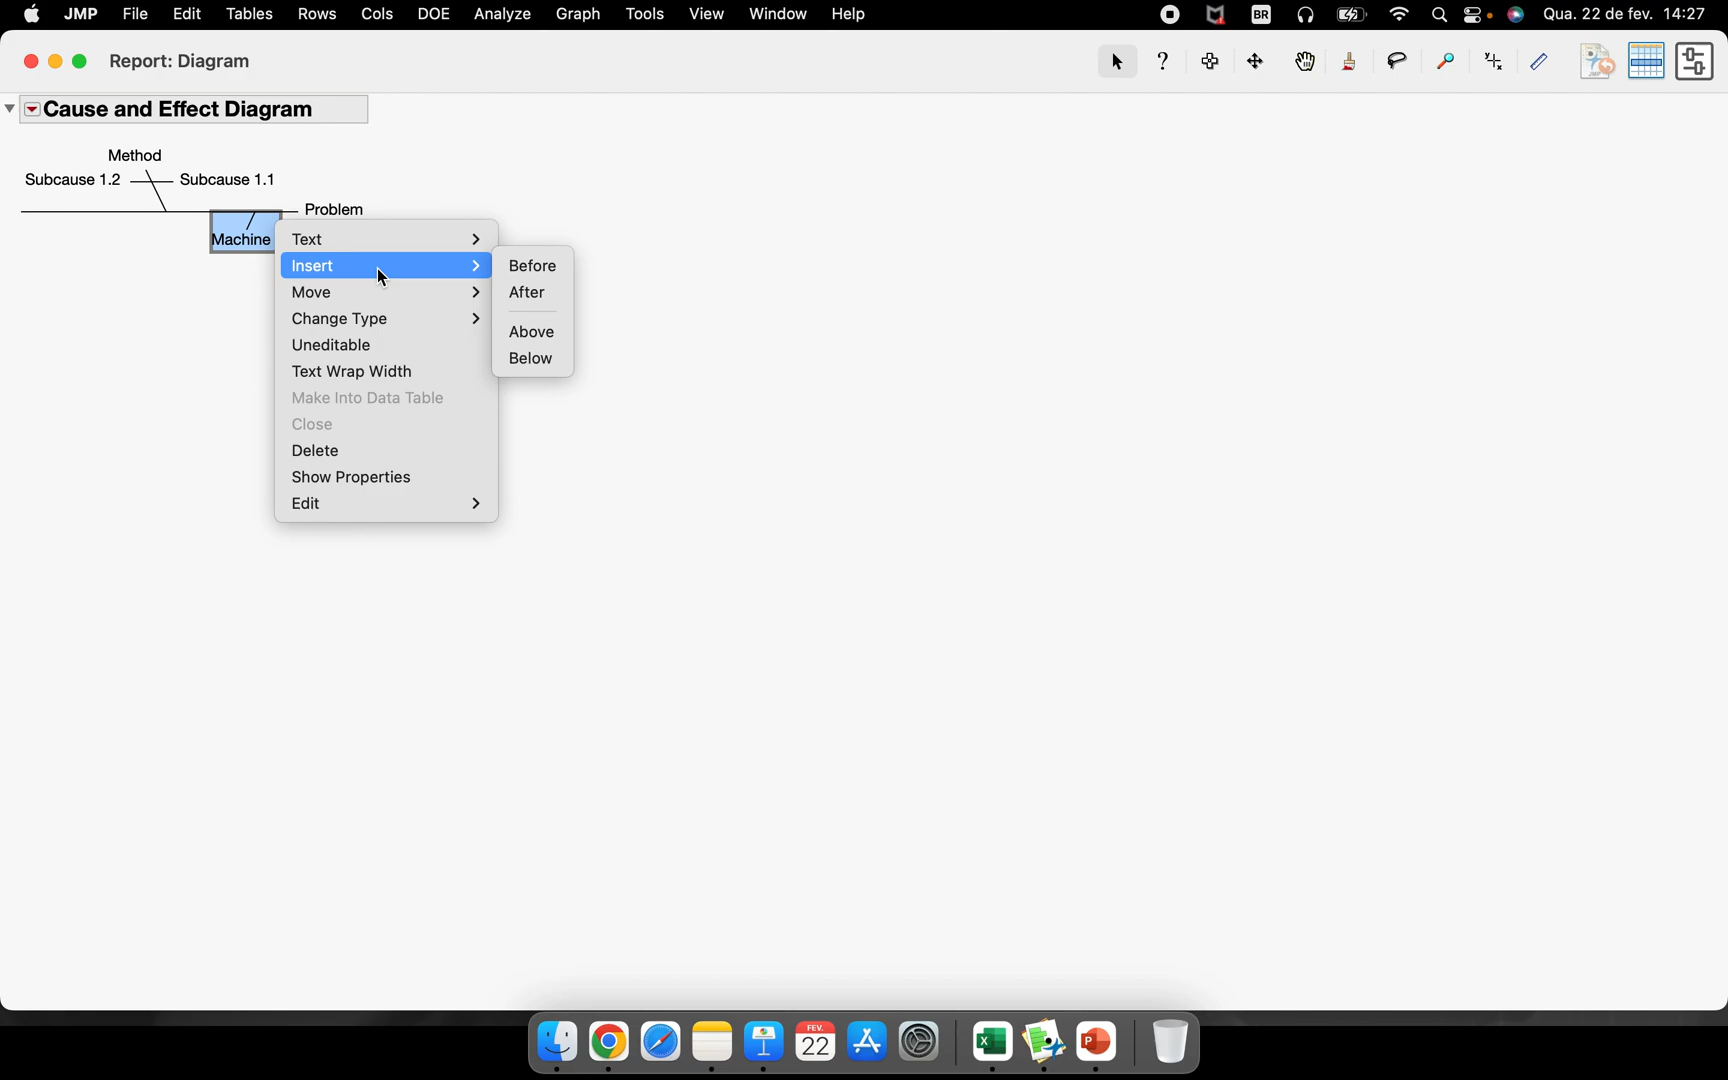 JMP File Edit Tables Rows Cols DOE Analyze Graph Tools View Window Help BR Qua. 22 de fev. 14:27
Report: Diagram
Cause and Effect Diagram
Method
Subcause 1.2 Subcause 1.1
Problem
Machine
Text
Insert
Move
Change Type
Uneditable
Text Wrap Width
Make Into Data Table
Close
Delete
Show Properties
Edit
Before
After
Above
Below
FEV.
22